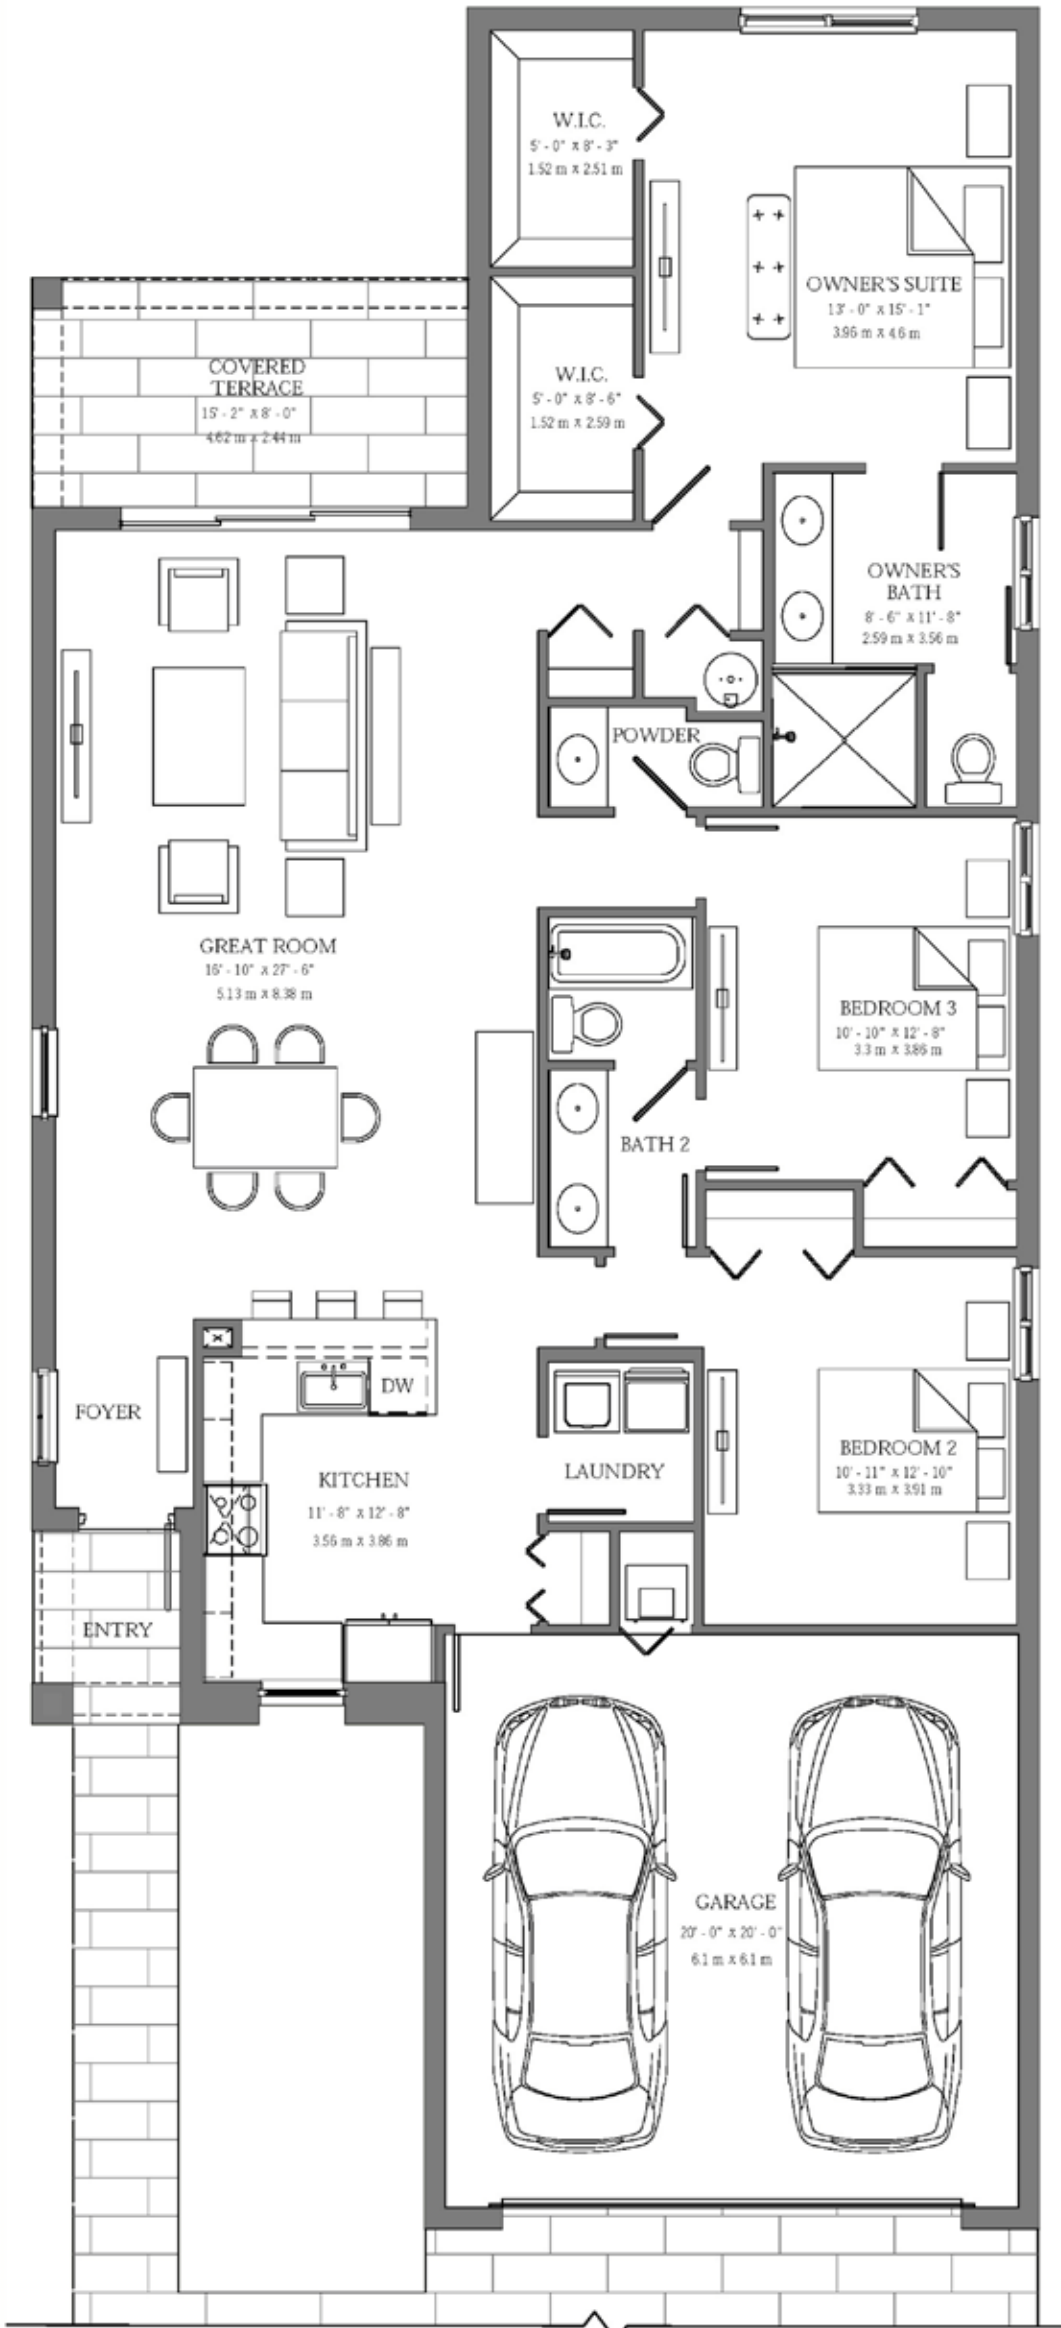 W.I.C.
5' - 0" x 8' - 3"
1.52 m x 2.51 m
OWNER'S SUITE
13' - 0" x 15' - 1"
3.96 m x 4.6 m
COVERED
TERRACE
15' - 2" x 8' - 0"
4.62 m x 2.44 m
W.I.C.
5' - 0" x 8' - 6"
1.52 m x 2.59 m
OWNER'S
BATH
8' - 6" x 11' - 8"
2.59 m x 3.56 m
POWDER
GREAT ROOM
16' - 10" x 27' - 6"
5.13 m x 8.38 m
BEDROOM 3
10' - 10" x 12' - 8"
3.3 m x 3.86 m
BATH 2
DW
FOYER
KITCHEN
11' - 8" x 12' - 8"
3.56 m x 3.86 m
LAUNDRY
BEDROOM 2
10' - 11" x 12' - 10"
3.33 m x 3.91 m
ENTRY
GARAGE
20' - 0" x 20' - 0"
6.1 m x 6.1 m